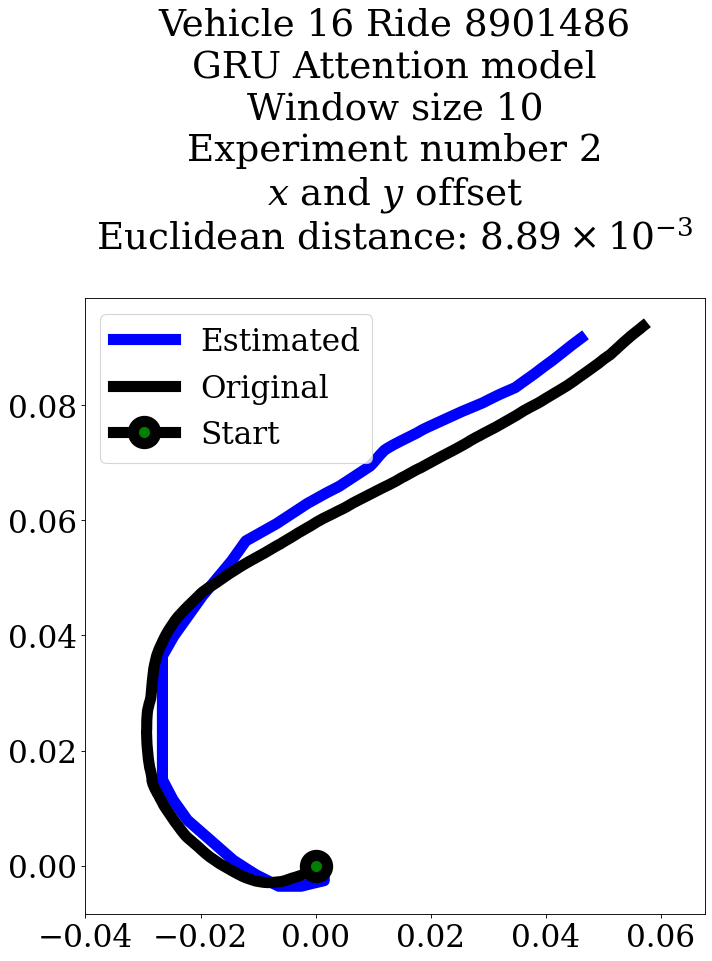 Vehicle 16 Ride 8901486
GRU Attention model
Window size 10
Experiment number 2
x and y offset
Euclidean distance: 8.89 × 10⁻³
Estimated
Original
Start
0.08
0.06
0.04
0.02
0.00
−0.04 −0.02 0.00 0.02 0.04 0.06